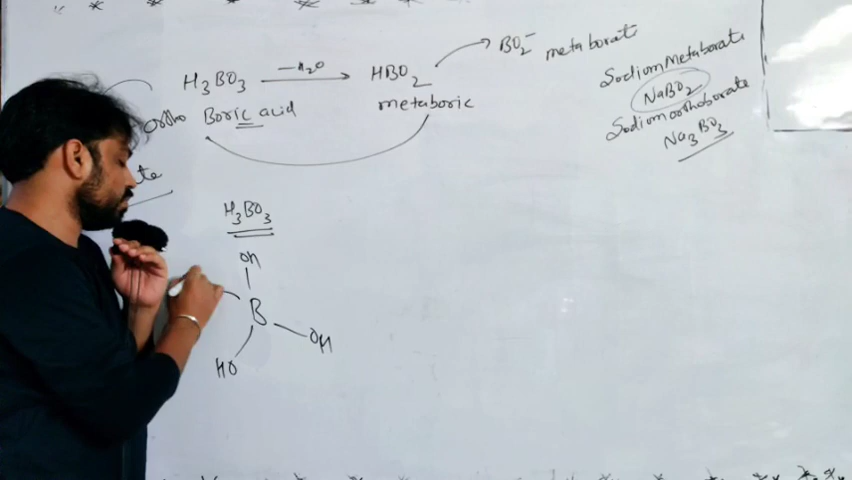 H₃BO₃ —H₂O→ HBO₂ → BO₂⁻ metaborate
Ortho Boric acid metaboric
Sodium Metaborate
NaBO₂
Sodium orthoborate
Na₃BO₃
te
H₃BO₃
OH
B
OH
HO